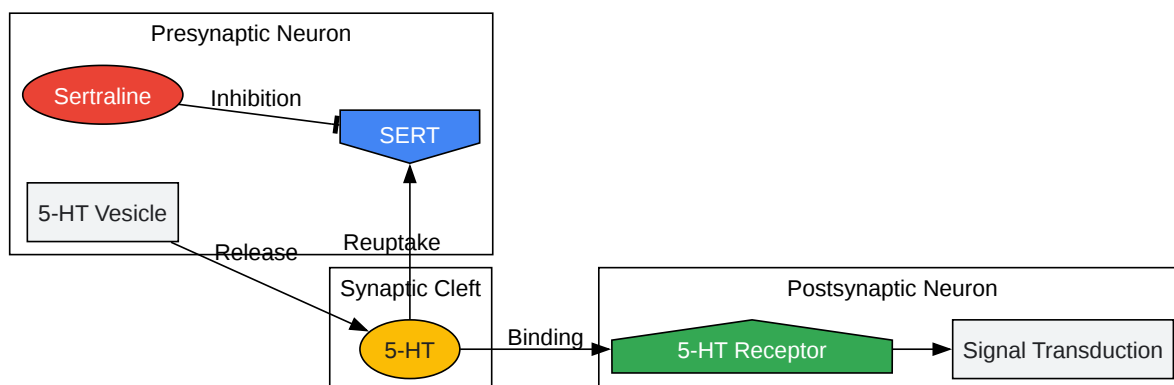 Presynaptic Neuron
Sertraline
Inhibition
SERT
5-HT Vesicle
Release
Reuptake
Synaptic Cleft
5-HT
Binding
Postsynaptic Neuron
5-HT Receptor
Signal Transduction